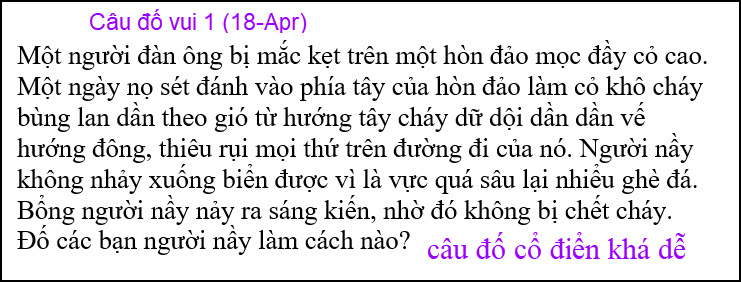 Câu đố vui 1 (18-Apr)
Một người đàn ông bị mắc kẹt trên một hòn đảo mọc đầy cỏ cao.
Một ngày nọ sét đánh vào phía tây của hòn đảo làm cỏ khô cháy
bùng lan dần theo gió từ hướng tây cháy dữ dội dần dần vế
hướng đông, thiêu rụi mọi thứ trên đường đi của nó. Người nầy
không nhảy xuống biển được vì là vực quá sâu lại nhiều ghè đá.
Bổng người nầy nảy ra sáng kiến, nhờ đó không bị chết cháy.
Đố các bạn người nầy làm cách nào? câu đố cổ điển khá dễ